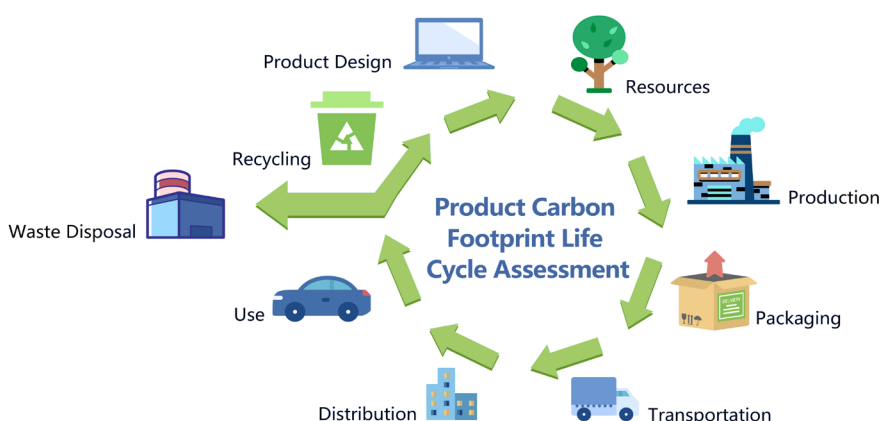 Product Design
Resources
Recycling
Production
Waste Disposal
Product Carbon
Footprint Life
Cycle Assessment
Use
Packaging
Distribution
Transportation